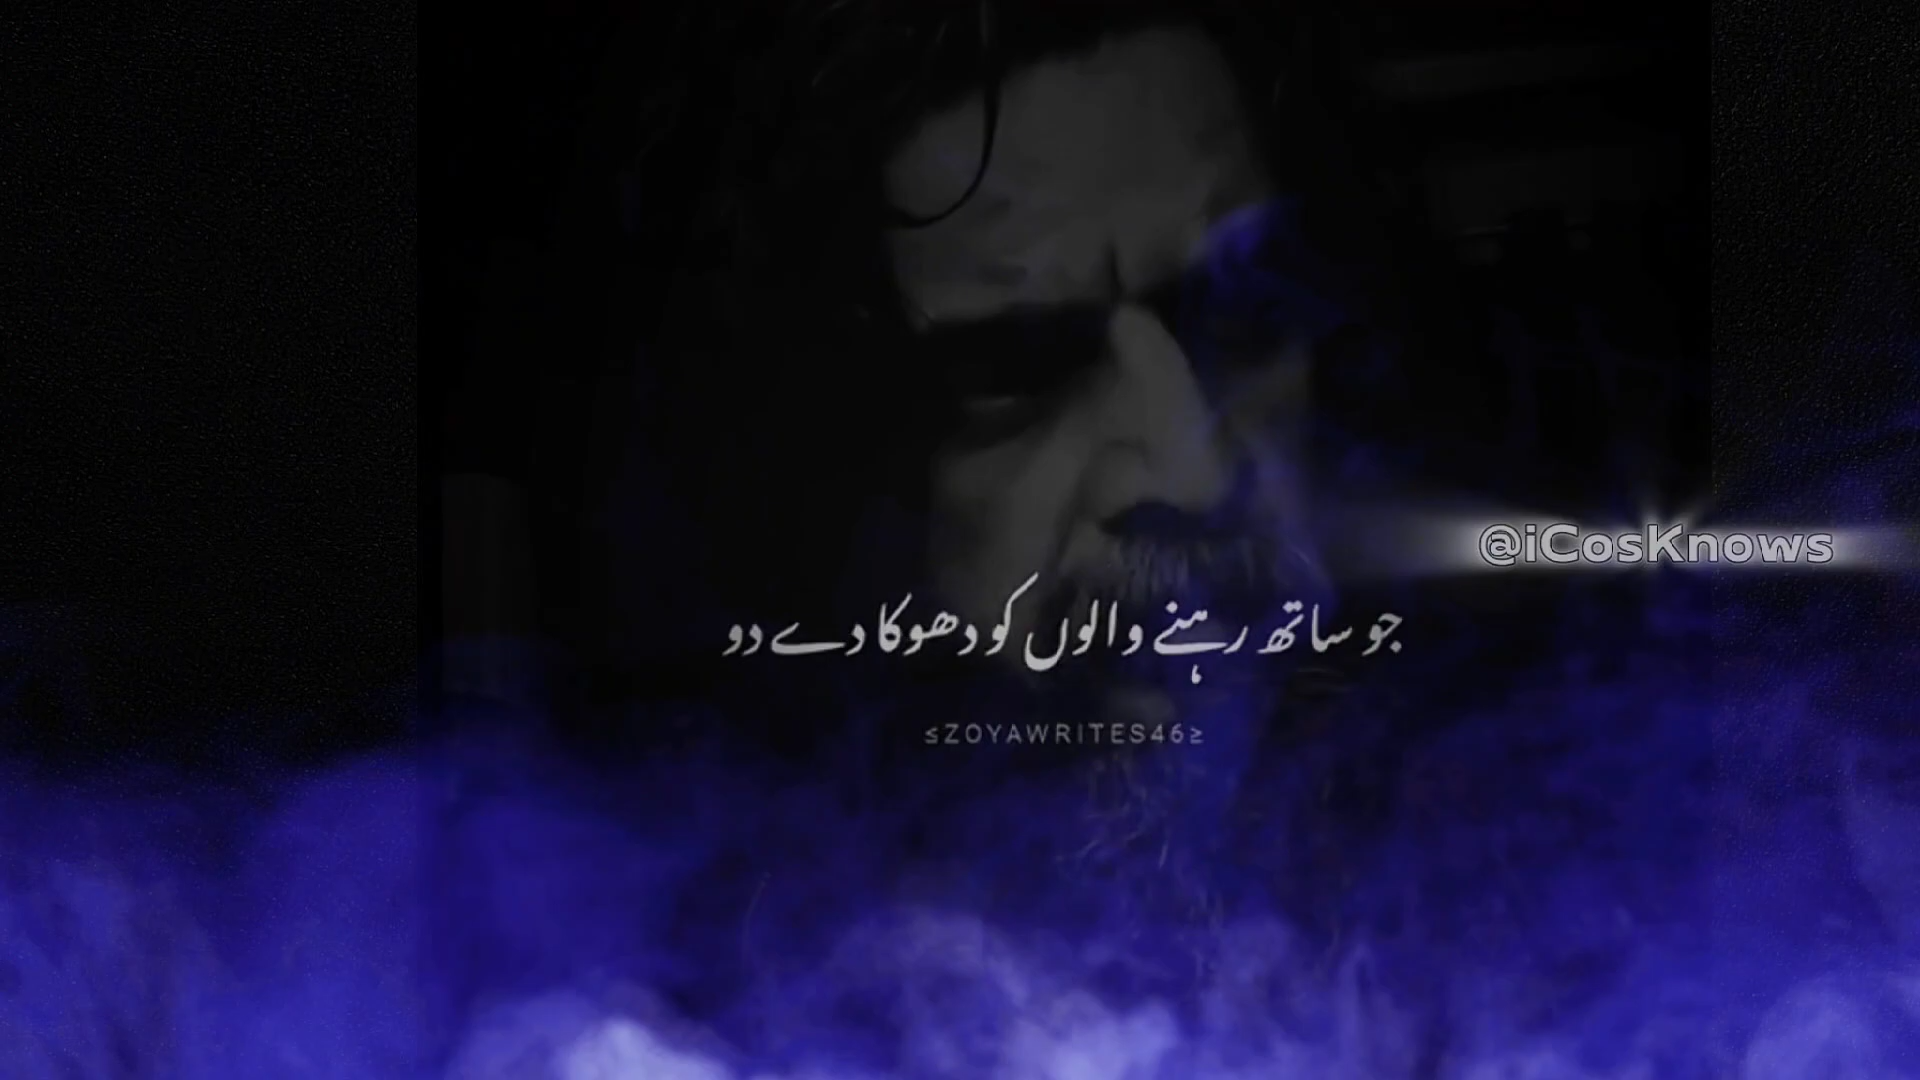 @iCosKnows
جو ساتھ رہنے والوں کو دھوکا دے دو
≤ZOYAWRITES46≥